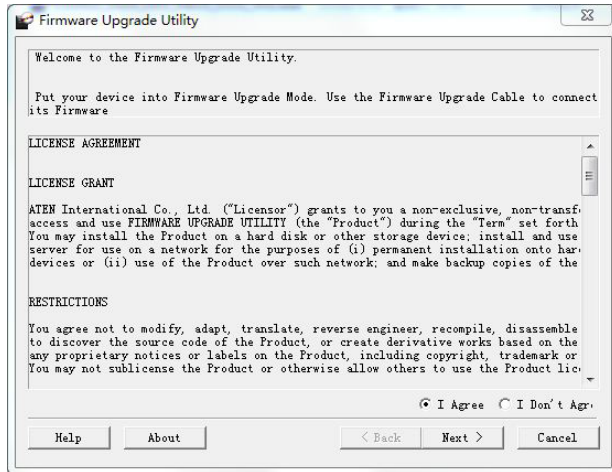 Firmware Upgrade Utility
Welcome to the Firmware Upgrade Utility.
Put your device into Firmware Upgrade Mode. Use the Firmware Upgrade Cable to connect
its Firmware
LICENSE AGREEMENT
LICENSE GRANT
ATEN International Co., Ltd. ("Licensor") grants to you a non-exclusive, non-transf
access and use FIRMWARE UPGRADE UTILITY (the "Product") during the "Term" set forth
You may install the Product on a hard disk or other storage device; install and use
server for use on a network for the purposes of (i) permanent installation onto har
devices or (ii) use of the Product over such network; and make backup copies of the
RESTRICTIONS
You agree not to modify, adapt, translate, reverse engineer, recompile, disassemble
to discover the source code of the Product, or create derivative works based on the
any proprietary notices or labels on the Product, including copyright, trademark or
You may not sublicense the Product or otherwise allow others to use the Product lic
I Agree I Don't Agr
Help About < Back Next > Cancel